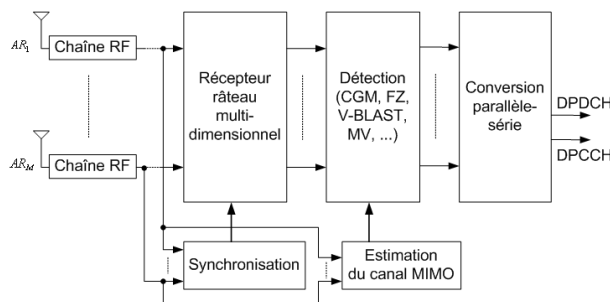 AR1
Chaîne RF
Récepteur
râteau
multi-
dimensionnel
Détection
(CGM, FZ,
V-BLAST,
MV, ...)
Conversion
parallèle-
série
DPDCH
DPCCH
ARM
Chaîne RF
Synchronisation
Estimation
du canal MIMO